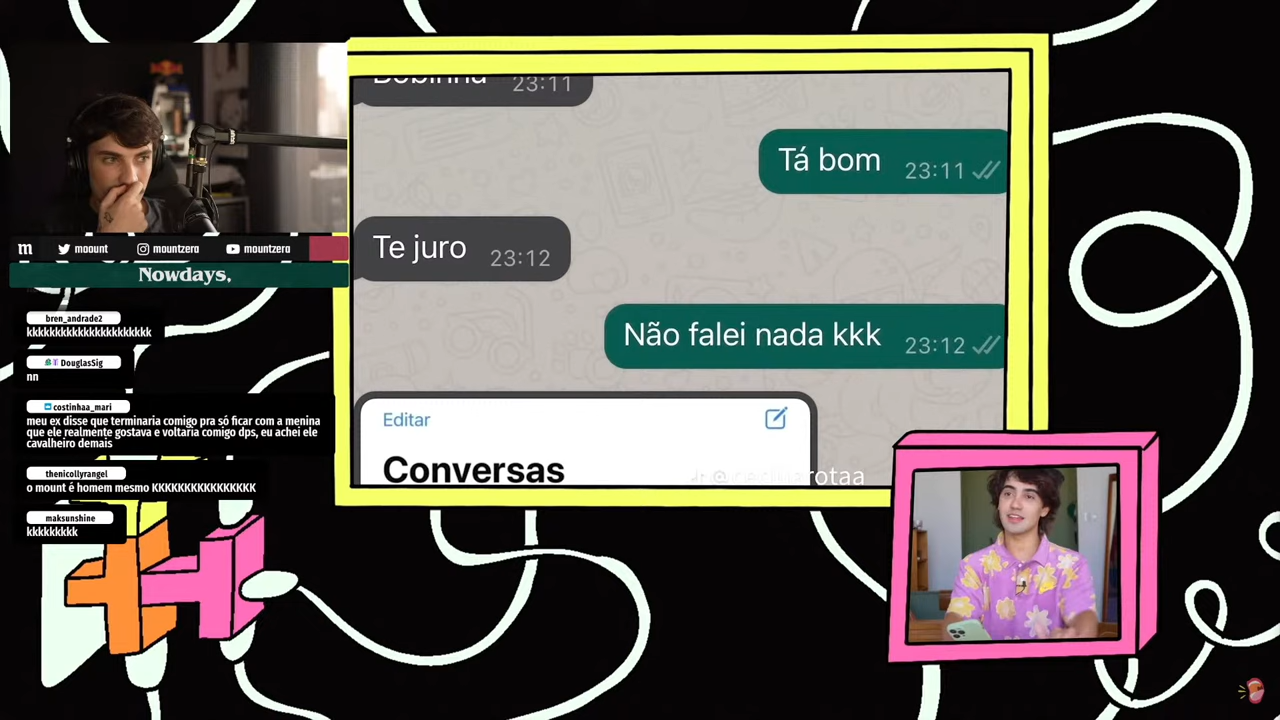 Bobinha 23:11
Tá bom 23:11
Te juro 23:12
Não falei nada kkk 23:12
Editar
Conversas
m moount mountzera mountzera
Nowdays,
bren_andrade2
kkkkkkkkkkkkkkkkkkkkkk
DouglasSig
nn
costinhaa_mari
meu ex disse que terminaria comigo pra só ficar com a menina
que ele realmente gostava e voltaria comigo dps, eu achei ele
cavalheiro demais
thenicollyrangel
o mount é homem mesmo KKKKKKKKKKKKKKKK
maksunshine
kkkkkkkkk